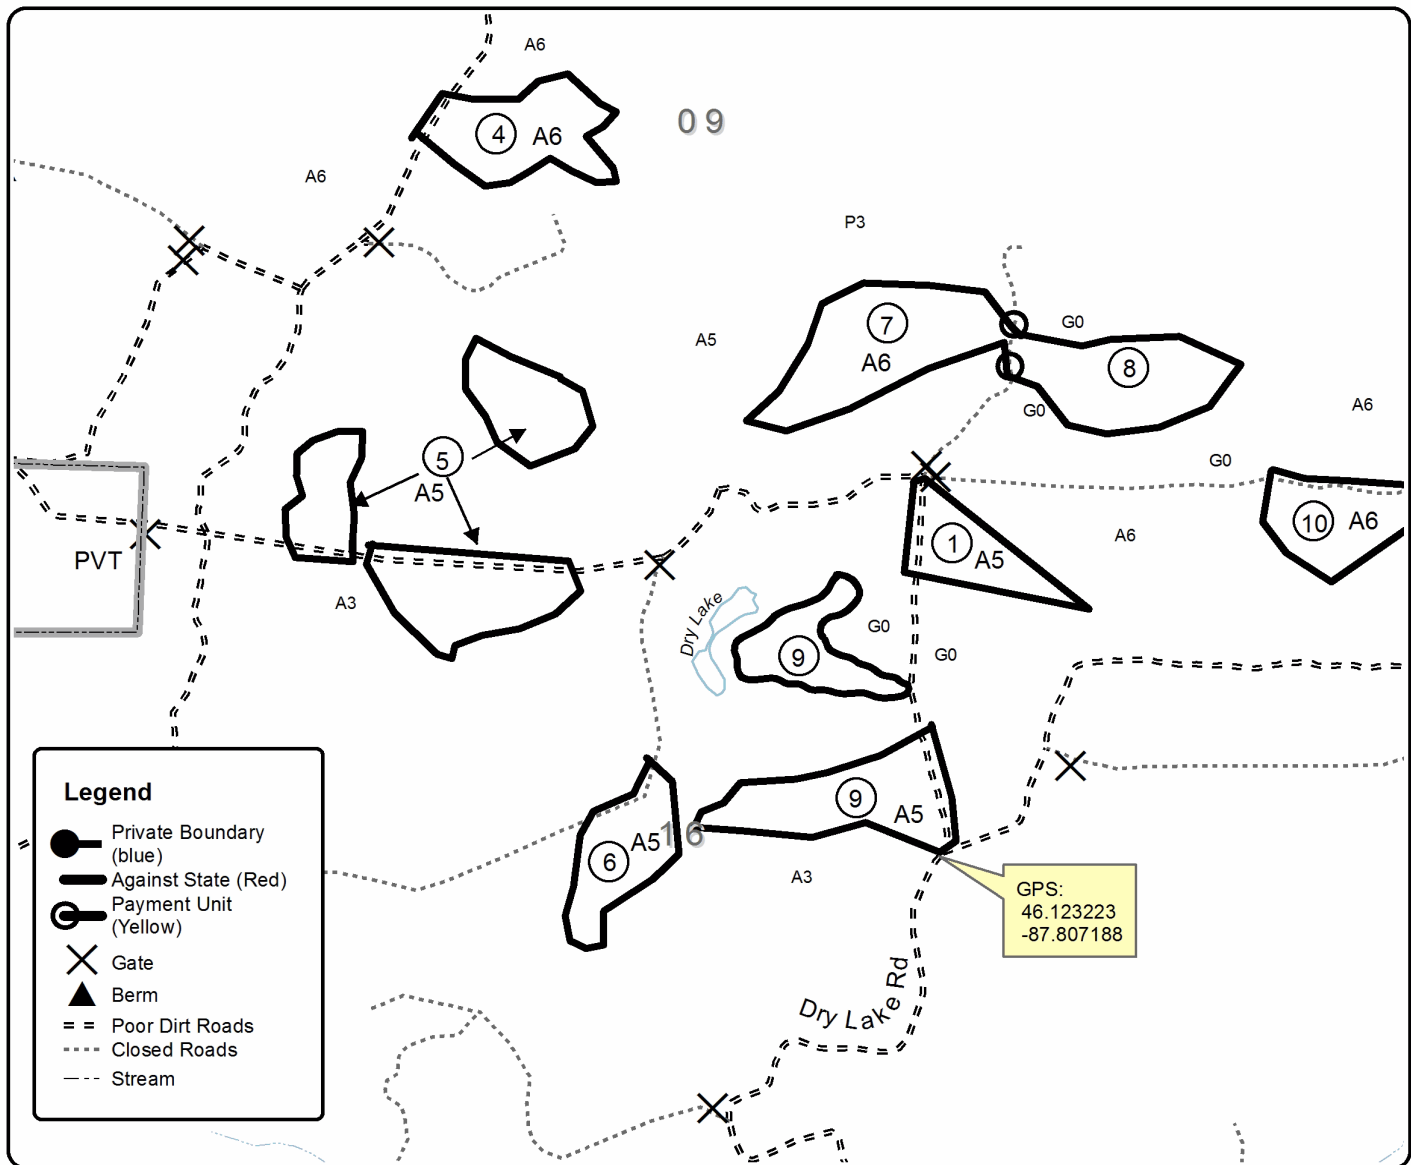 A6
4 A6
09
A6
P3
7
A6
G0
A5
8
G0
A6
5
A5
G0
10 A6
PVT
1 A5
A6
A3
Dry Lake
9
G0
G0
9
A5
16
6 A5
A3
GPS:
46.123223
-87.807188
Dry Lake Rd
Legend
Private Boundary
(blue)
Against State (Red)
Payment Unit
(Yellow)
Gate
Berm
Poor Dirt Roads
Closed Roads
Stream